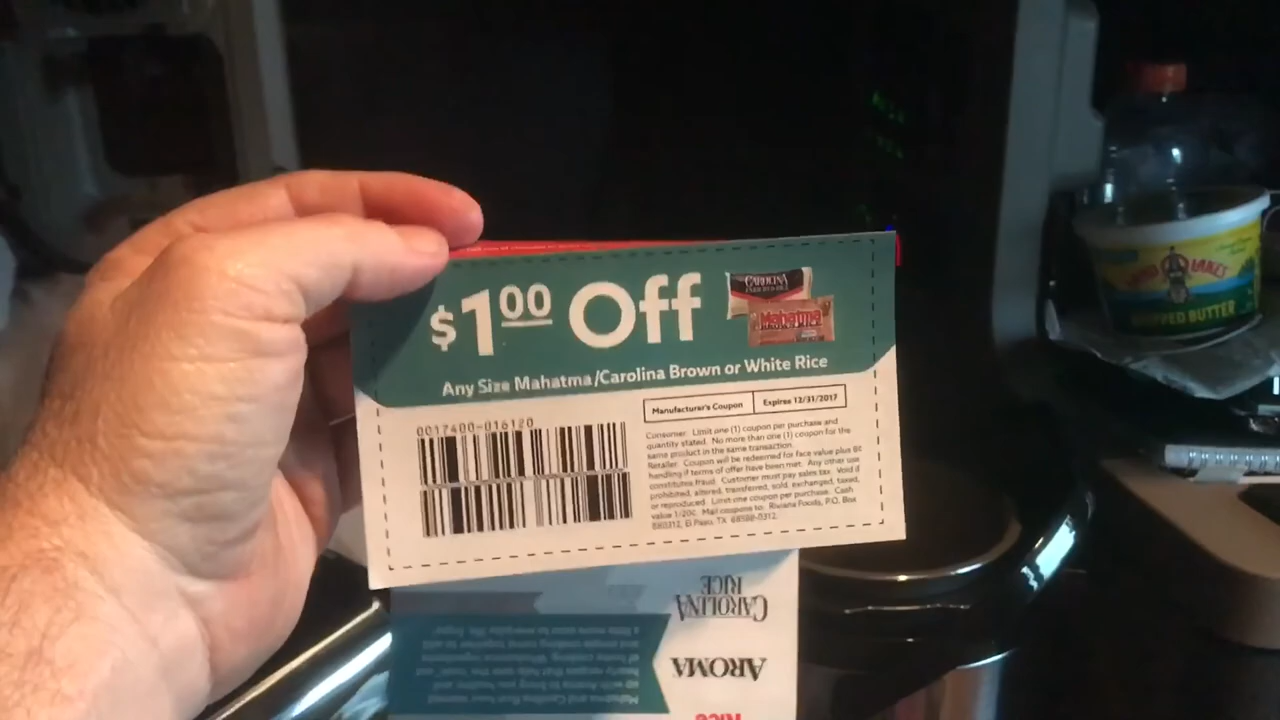 $1.00 Off
CAROLINA
Mahatma
Any Size Mahatma/Carolina Brown or White Rice
Manufacturer's Coupon
Expires 12/31/2017
0017400-016120
Consumer: Limit one (1) coupon per purchase and
quantity stated. No more than one (1) coupon for the
same product in the same transaction.
Retailer: Coupon will be redeemed for face value plus 8¢
handling if terms of offer have been met. Any other use
constitutes fraud. Customer must pay sales tax. Void if
prohibited, altered, transferred, sold, exchanged, taxed,
or reproduced. Limit one coupon per purchase. Cash
value 1/20¢. Mail coupons to: Riviana Foods, P.O. Box
880312, El Paso, TX 88588-0312.
LAND O LAKES
WHIPPED BUTTER
CAROLINA
RICE
AROMA
Rice